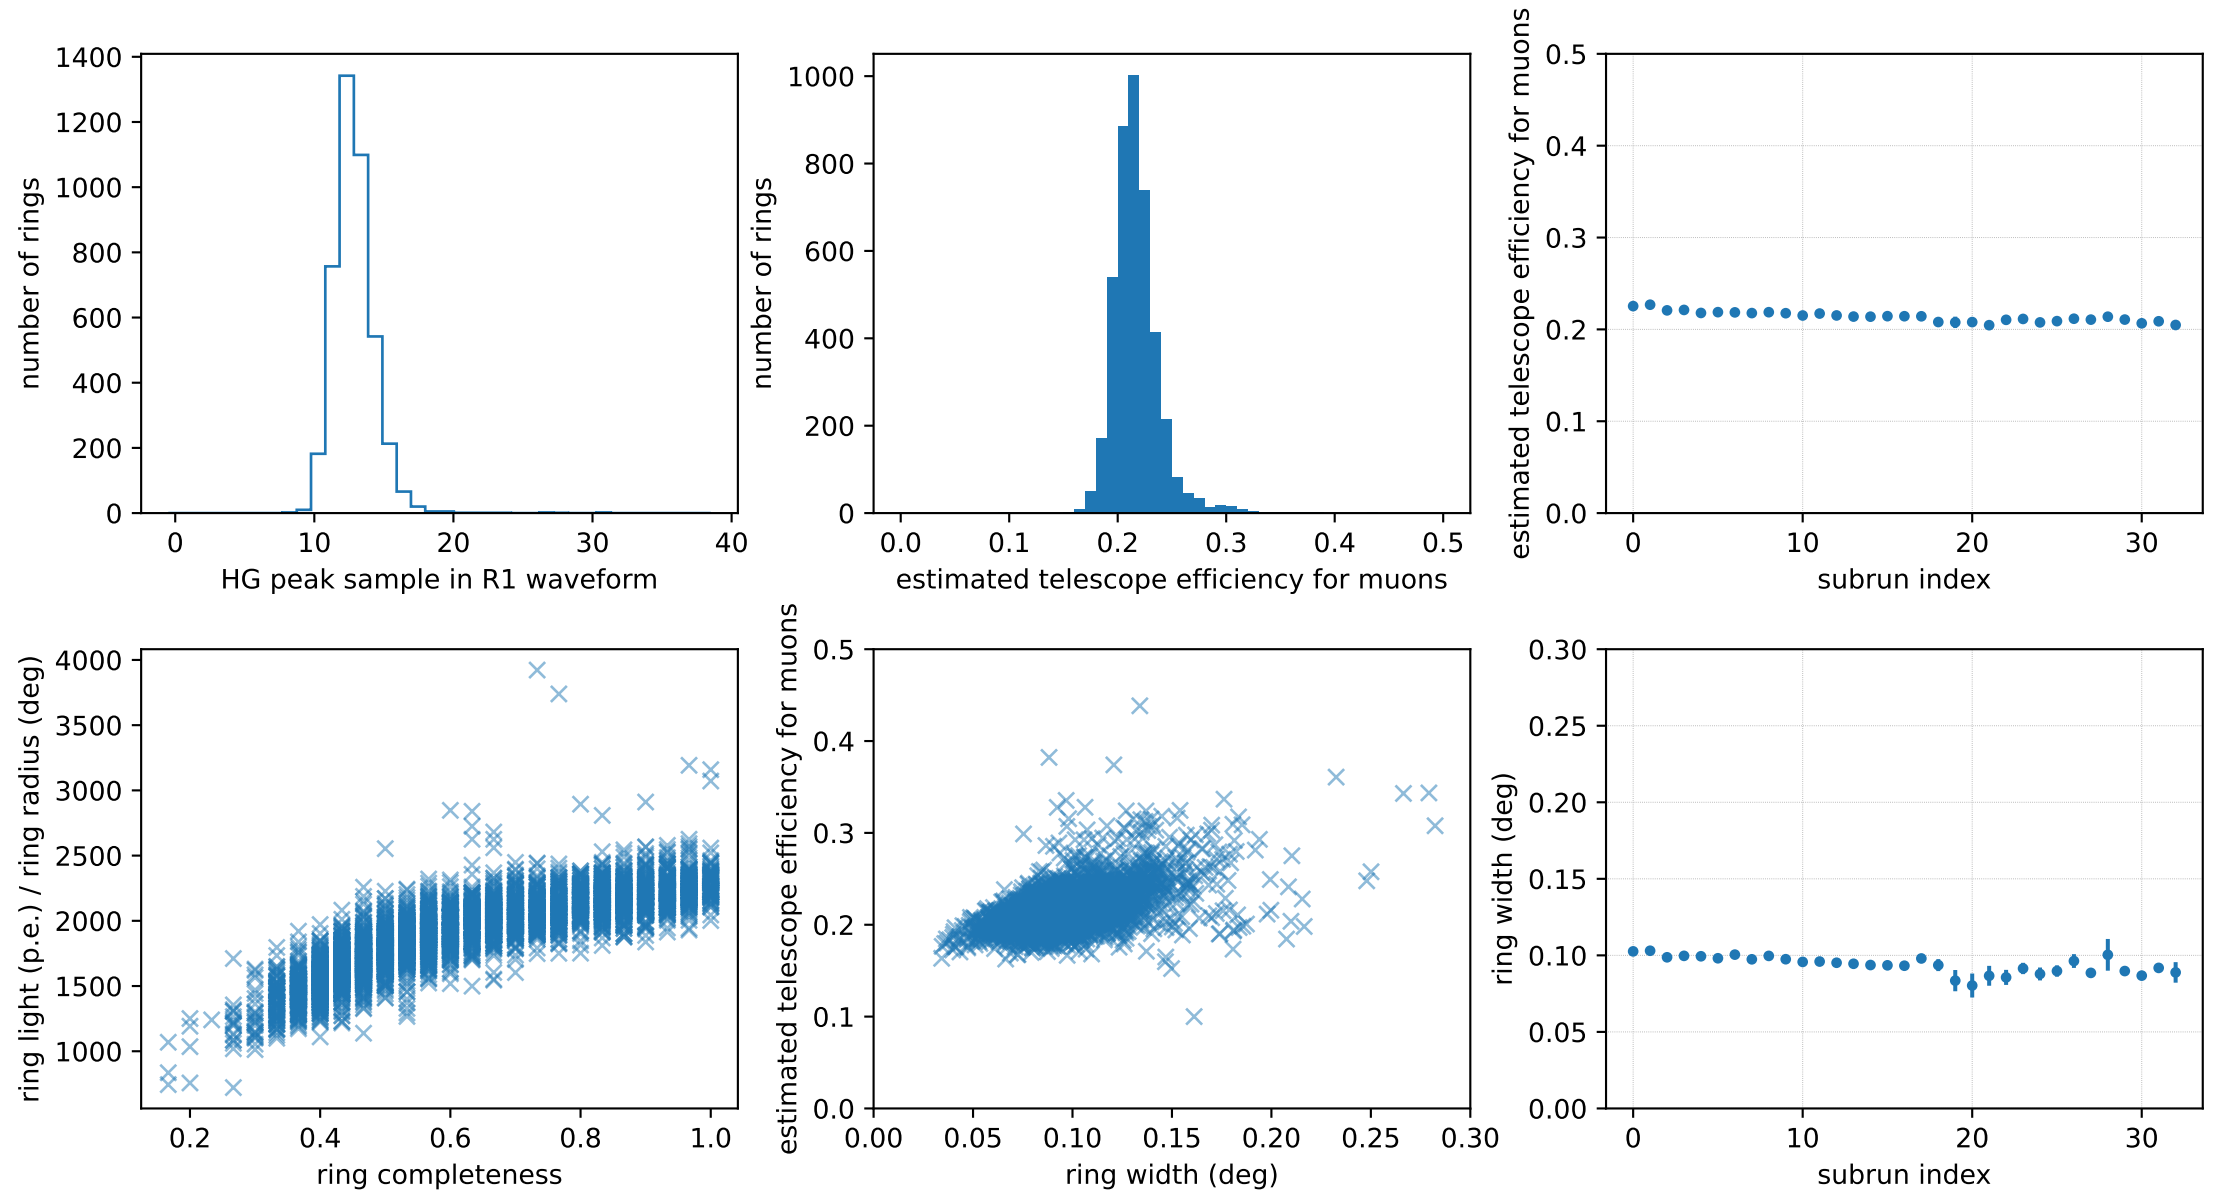 number of rings
1400
1200
1000
800
600
400
200
0
0 10 20 30 40
HG peak sample in R1 waveform
number of rings
1000
800
600
400
200
0
0.0 0.1 0.2 0.3 0.4 0.5
estimated telescope efficiency for muons
estimated telescope efficiency for muons
0.5
0.4
0.3
0.2
0.1
0.0
0 10 20 30
subrun index
ring light (p.e.) / ring radius (deg)
4000
3500
3000
2500
2000
1500
1000
0.2 0.4 0.6 0.8 1.0
ring completeness
estimated telescope efficiency for muons
0.5
0.4
0.3
0.2
0.1
0.0
0.00 0.05 0.10 0.15 0.20 0.25 0.30
ring width (deg)
ring width (deg)
0.30
0.25
0.20
0.15
0.10
0.05
0.00
0 10 20 30
subrun index